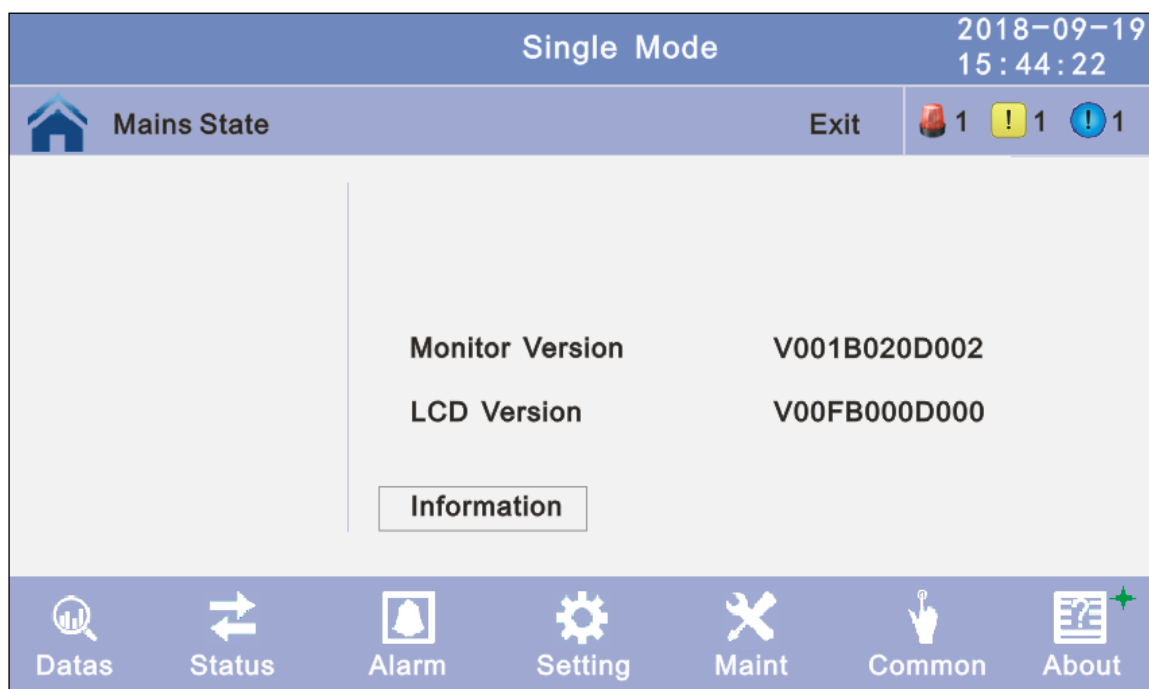 Single Mode
2018-09-19
15:44:22
Mains State Exit 1 ! 1 ! 1
Monitor Version V001B020D002
LCD Version V00FB000D000
Information
?
Datas Status Alarm Setting Maint Common About